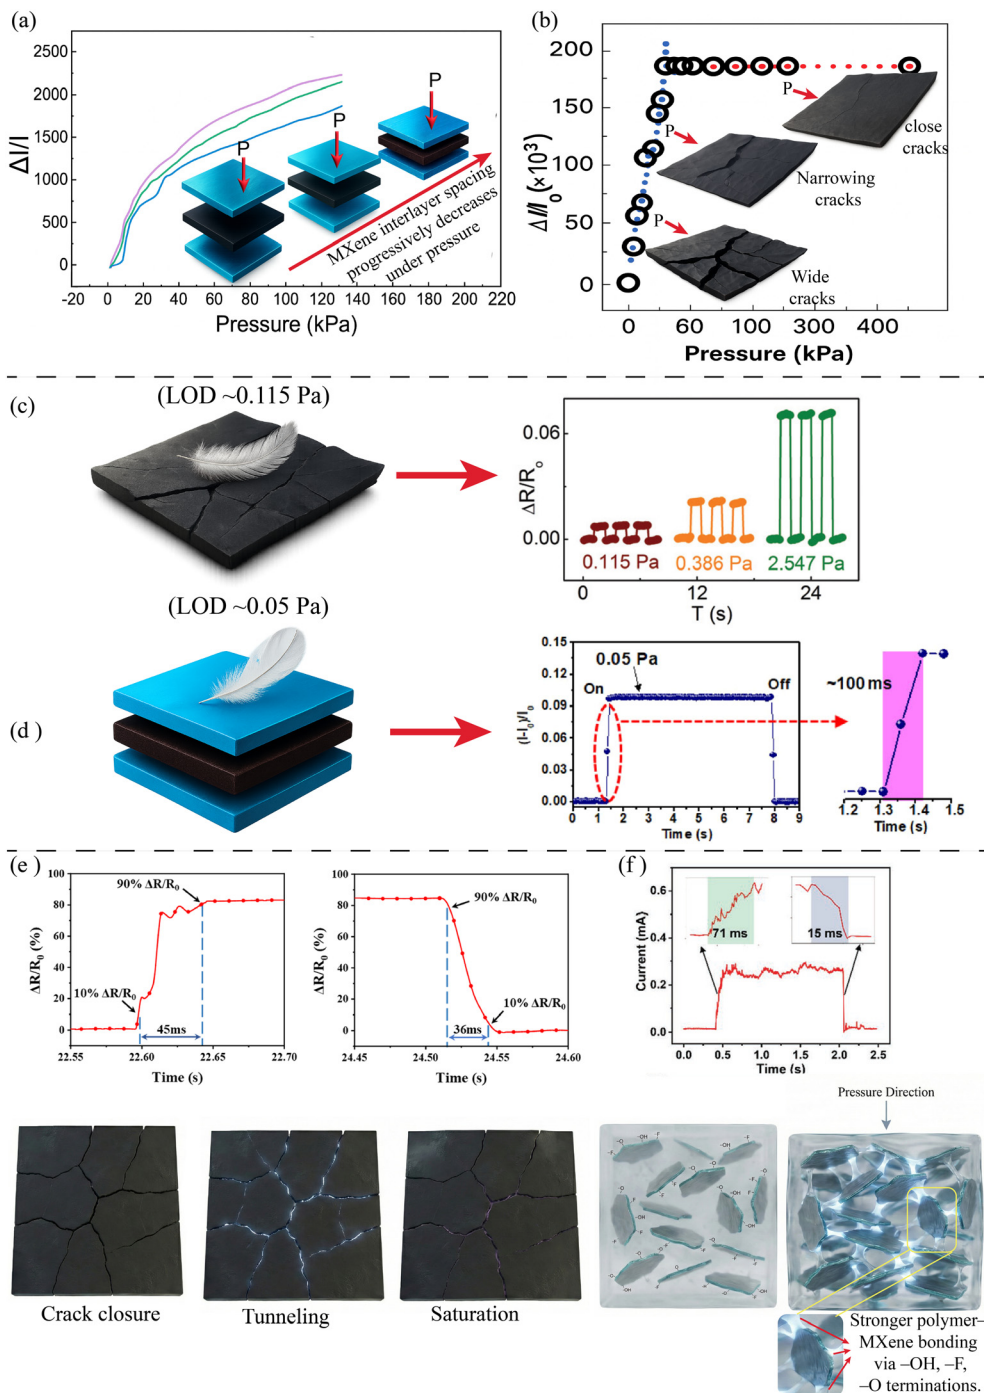 (a)
2500
2000
1500
1000
500
0
ΔI/I
-20 0 20 40 60 80 100 120 140 160 180 200 220
Pressure (kPa)
P
P
P
MXene interlayer spacing
progressively decreases
under pressure
(b)
200
150
100
50
0
ΔI/I₀ (×10³)
0 60 100 400
Pressure (kPa)
P
close
cracks
P
Narrowing
cracks
P
Wide
cracks
(c)
(LOD ~0.115 Pa)
0.06
0.00
ΔR/Rₒ
0.115 Pa 0.386 Pa 2.547 Pa
0 12 24
T (s)
(d )
(LOD ~0.05 Pa)
0.15
0.12
0.09
0.06
0.03
0.00
(I-I₀)/I₀
0.05 Pa
On
Off
0 1 2 3 4 5 6 7 8 9
Time (s)
~100 ms
1.2 1.3 1.4 1.5
Time (s)
(e )
100
80
60
40
20
0
ΔR/R₀ (%)
90% ΔR/R₀
10% ΔR/R₀
45ms
22.55 22.60 22.65 22.70
Time (s)
100
80
60
40
20
0
ΔR/R₀ (%)
90% ΔR/R₀
10% ΔR/R₀
36ms
24.45 24.50 24.55 24.60
Time (s)
(f )
0.6
0.4
0.2
0.0
Current (mA)
71 ms
15 ms
0.0 0.5 1.0 1.5 2.0 2.5
Time (s)
Crack closure
Tunneling
Saturation
Pressure Direction
Stronger polymer–
MXene bonding
via –OH, –F,
–O terminations.